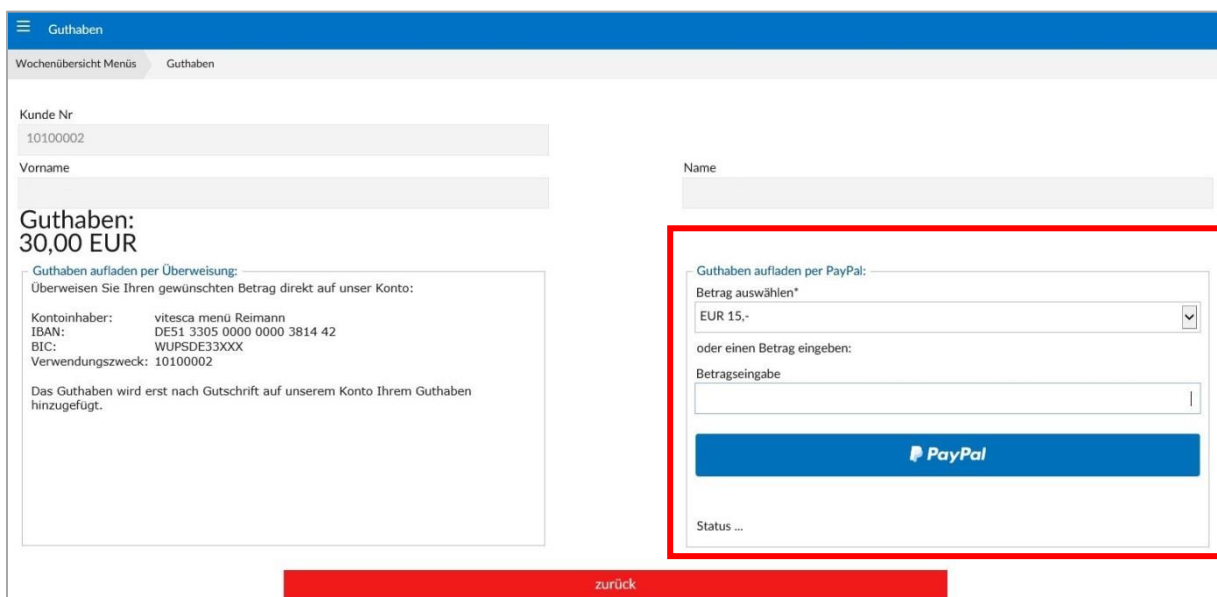 Guthaben
Wochenübersicht Menüs Guthaben
Kunde Nr
10100002
Vorname
Name
Guthaben:
30,00 EUR
Guthaben aufladen per Überweisung:
Überweisen Sie Ihren gewünschten Betrag direkt auf unser Konto:
Kontoinhaber: vitesca menü Reimann
IBAN: DE51 3305 0000 0000 3814 42
BIC: WUPSDE33XXX
Verwendungszweck: 10100002
Das Guthaben wird erst nach Gutschrift auf unserem Konto Ihrem Guthaben
hinzugefügt.
Guthaben aufladen per PayPal:
Betrag auswählen*
EUR 15,-
oder einen Betrag eingeben:
Betragseingabe
PayPal
Status ...
zurück